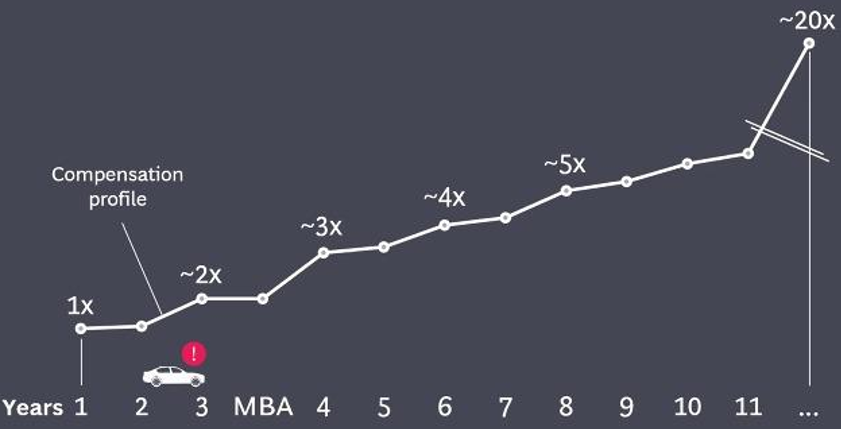 ~20x
~5x
Compensation
profile
~4x
~3x
~2x
1x
!
Years 1 2 3 MBA 4 5 6 7 8 9 10 11 ...